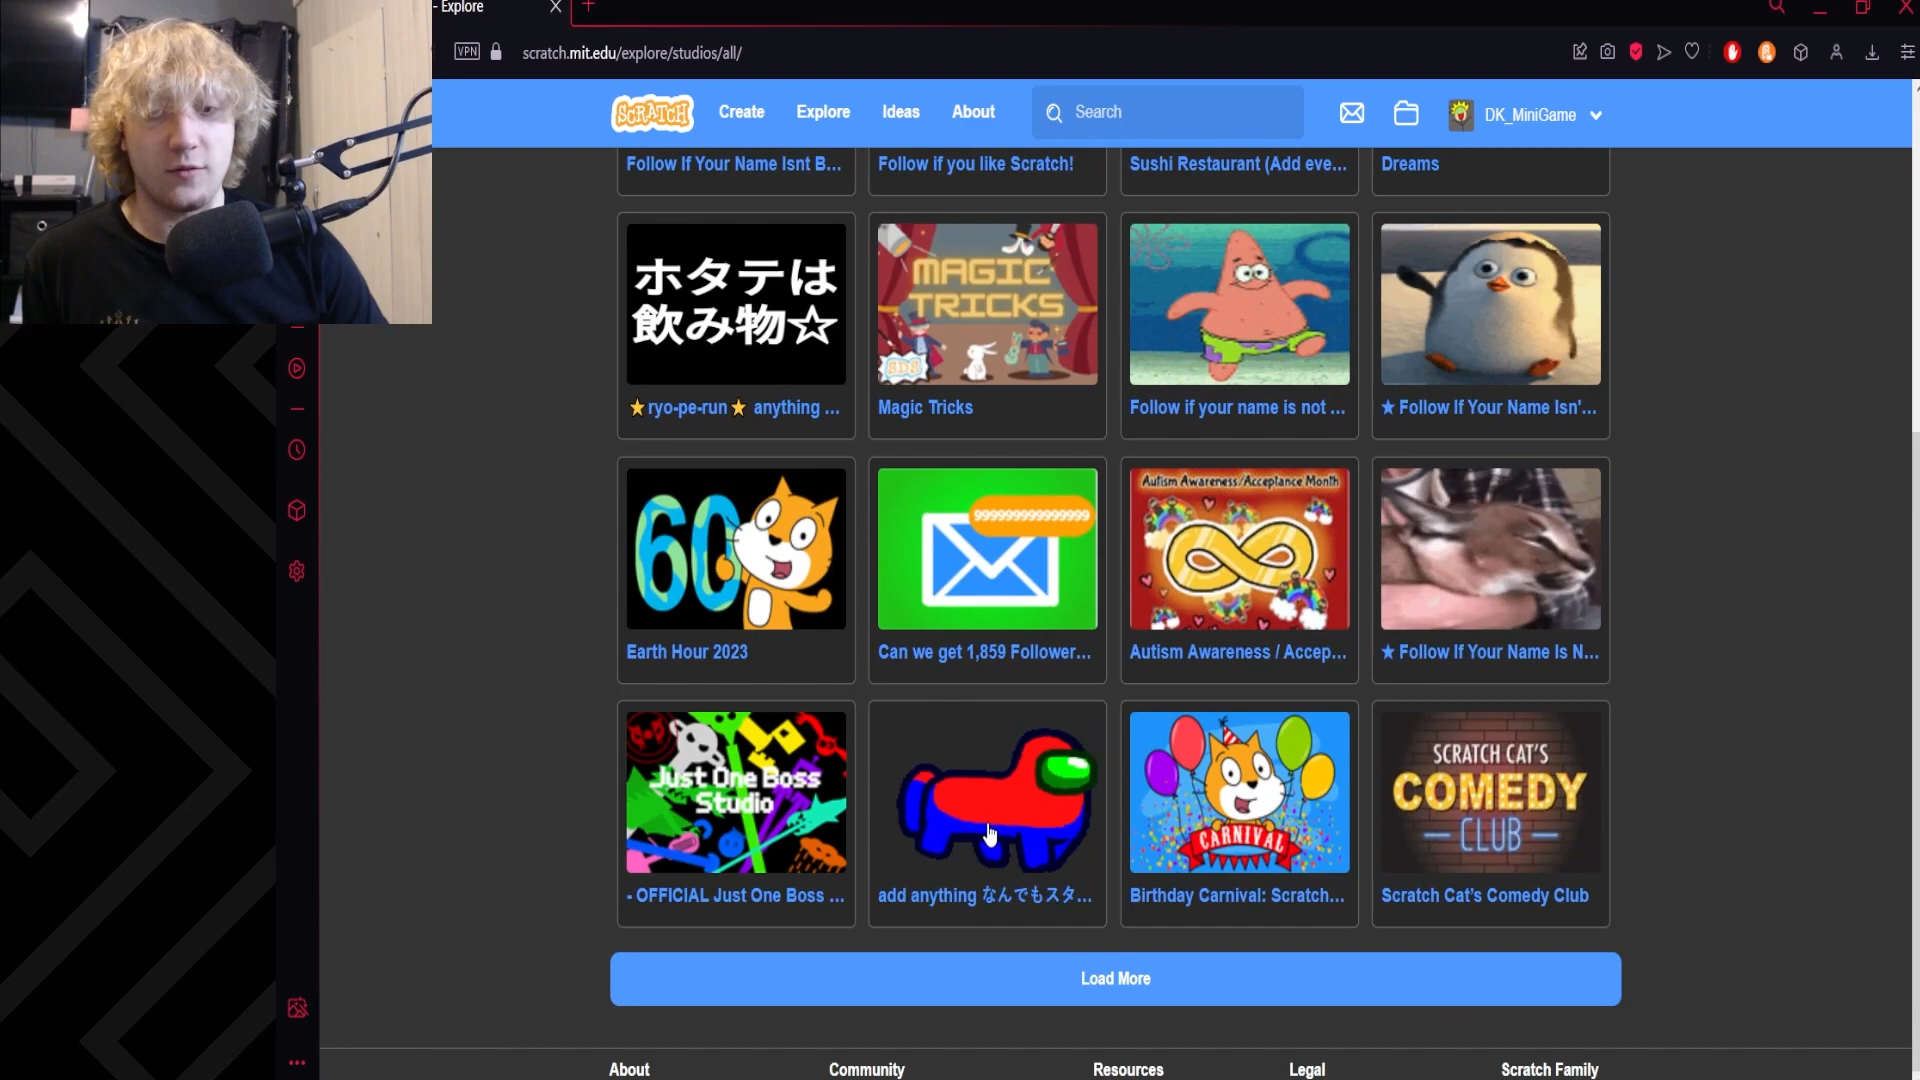 - Explore
VPN
scratch.mit.edu/explore/studios/all/
SCRATCH
Create
Explore
Ideas
About
Search
DK_MiniGame
Follow If Your Name Isnt B...
Follow if you like Scratch!
Sushi Restaurant (Add eve...
Dreams
ホタテは
飲み物☆
MAGIC
TRICKS
SDS
⭐ryo-pe-run⭐ anything ...
Magic Tricks
Follow if your name is not ...
★ Follow If Your Name Isn'...
60
999999999999999
Autism Awareness/Acceptance Month
Earth Hour 2023
Can we get 1,859 Follower...
Autism Awareness / Accep...
★ Follow If Your Name Is N...
Just One Boss
Studio
CARNIVAL
SCRATCH CAT'S
COMEDY
CLUB
- OFFICIAL Just One Boss ...
add anything なんでもスタ...
Birthday Carnival: Scratch...
Scratch Cat's Comedy Club
Load More
About
Community
Resources
Legal
Scratch Family